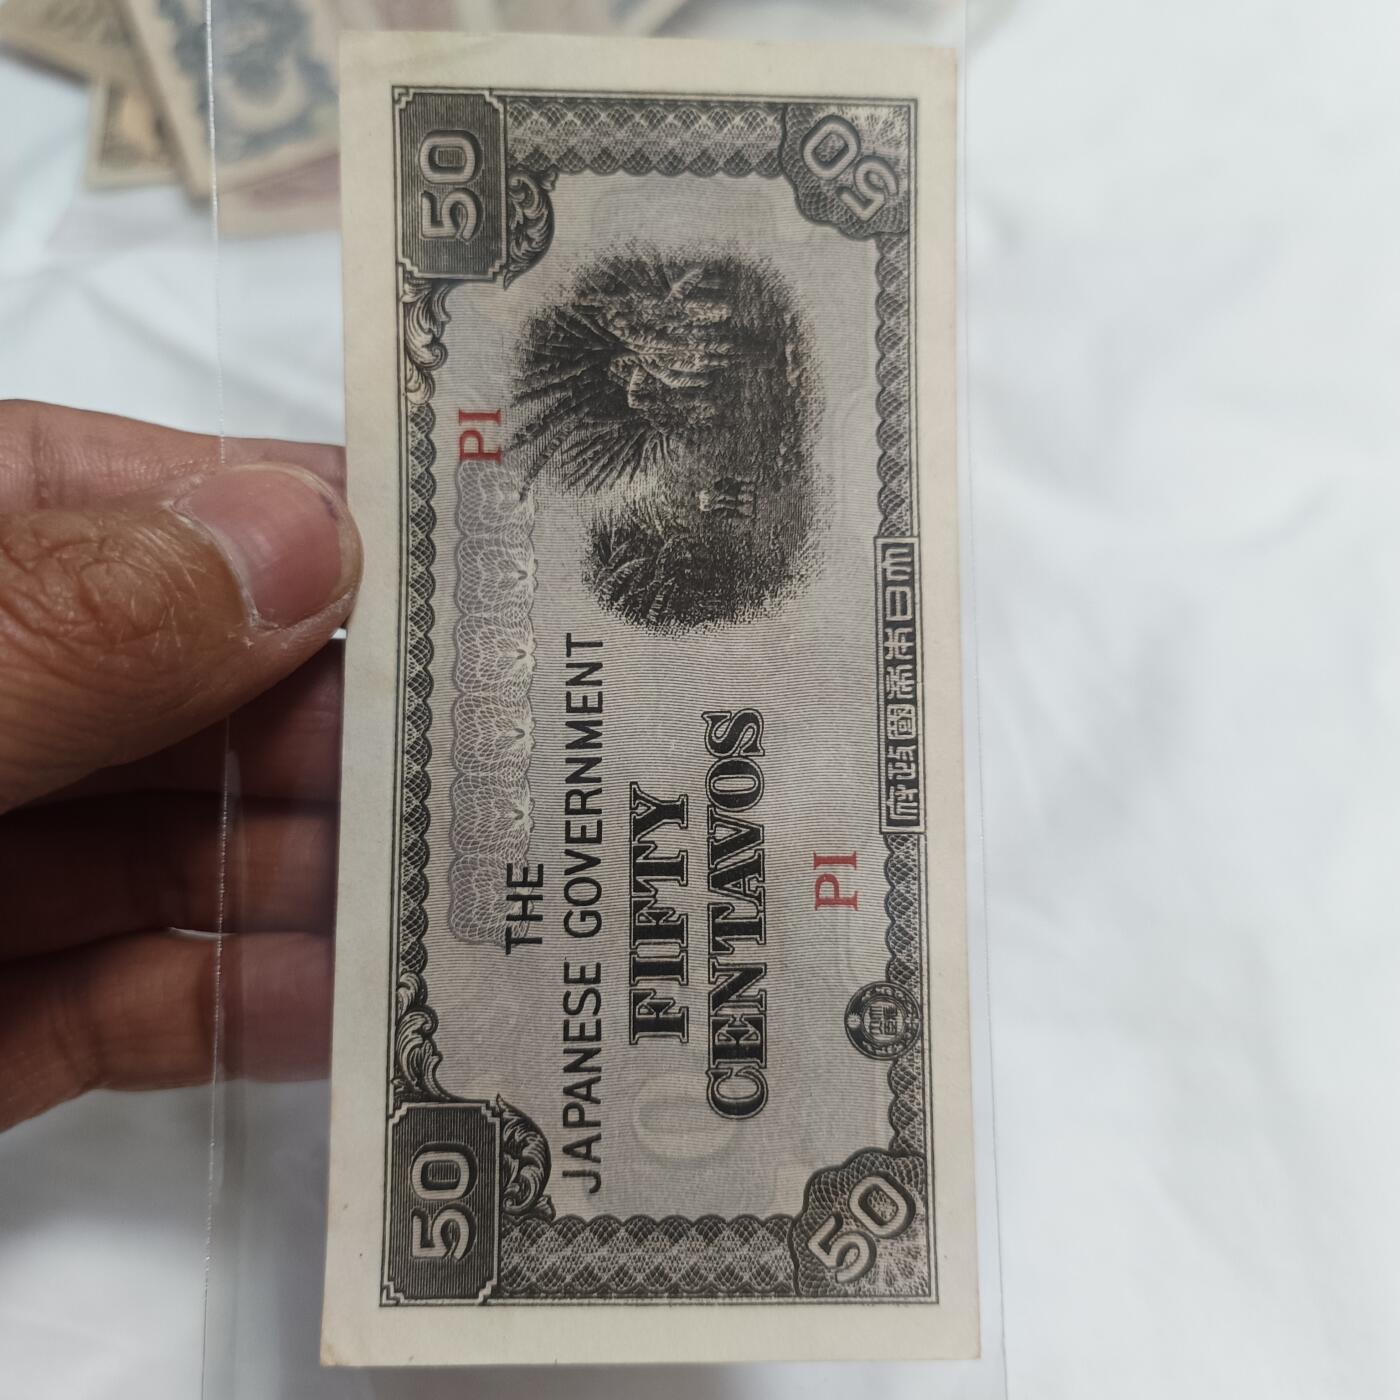 50 50
PI
THE
JAPANESE GOVERNMENT
FIFTY
CENTAVOS
PI
50 50
大日本帝國政府